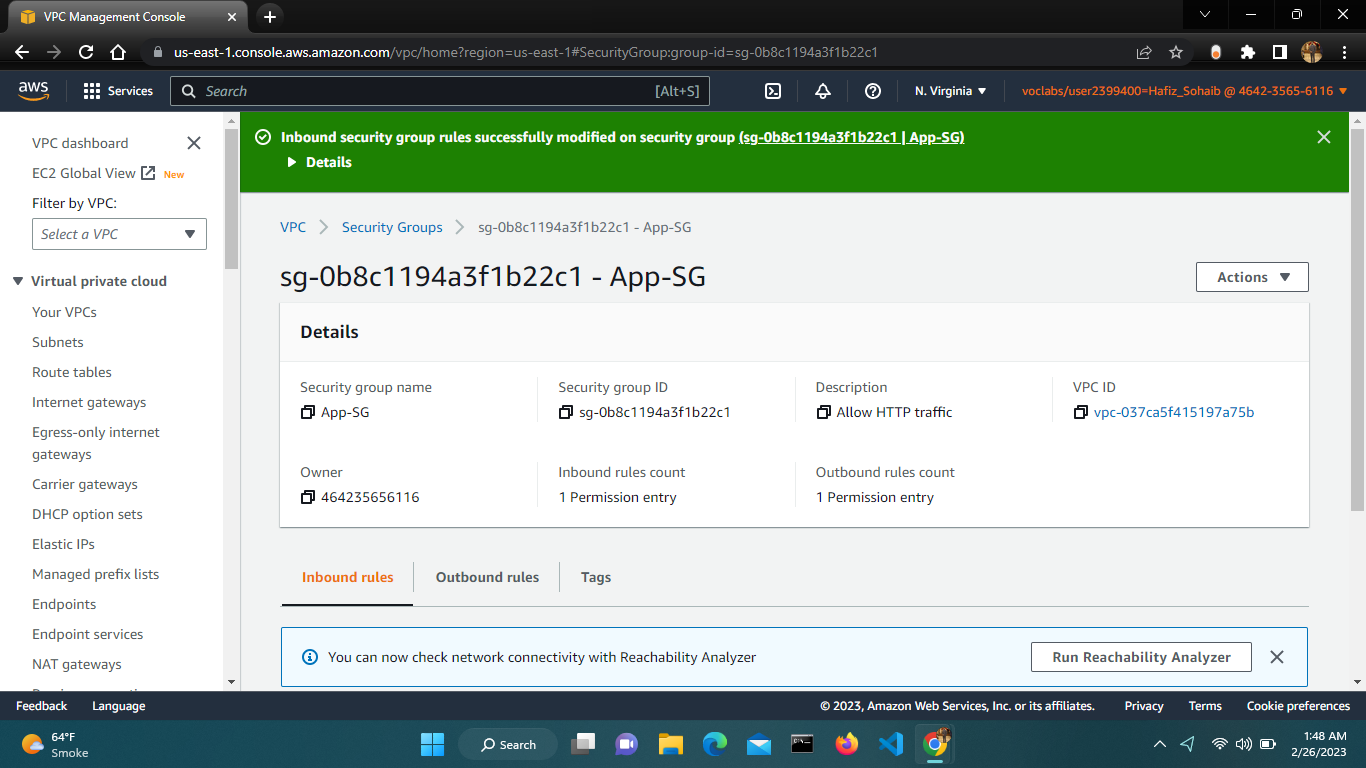 VPC Management Console
us-east-1.console.aws.amazon.com/vpc/home?region=us-east-1#SecurityGroup:group-id=sg-0b8c1194a3f1b22c1
aws
Services
Search
[Alt+S]
N. Virginia
voclabs/user2399400=Hafiz_Sohaib @ 4642-3565-6116
VPC dashboard
EC2 Global View New
Filter by VPC:
Select a VPC
Virtual private cloud
Your VPCs
Subnets
Route tables
Internet gateways
Egress-only internet
gateways
Carrier gateways
DHCP option sets
Elastic IPs
Managed prefix lists
Endpoints
Endpoint services
NAT gateways
Inbound security group rules successfully modified on security group (sg-0b8c1194a3f1b22c1 | App-SG)
Details
VPC
Security Groups
sg-0b8c1194a3f1b22c1 - App-SG
sg-0b8c1194a3f1b22c1 - App-SG
Actions
Details
Security group name
App-SG
Security group ID
sg-0b8c1194a3f1b22c1
Description
Allow HTTP traffic
VPC ID
vpc-037ca5f415197a75b
Owner
464235656116
Inbound rules count
1 Permission entry
Outbound rules count
1 Permission entry
Inbound rules
Outbound rules
Tags
You can now check network connectivity with Reachability Analyzer
Run Reachability Analyzer
Feedback
Language
© 2023, Amazon Web Services, Inc. or its affiliates.
Privacy
Terms
Cookie preferences
64°F
Smoke
Search
1:48 AM
2/26/2023